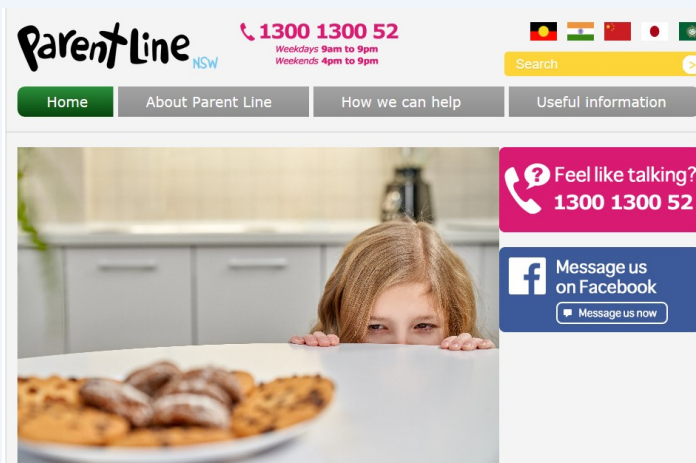 Parent Line
NSW
1300 1300 52
Weekdays 9am to 9pm
Weekends 4pm to 9pm
Search
Home
About Parent Line
How we can help
Useful information
Feel like talking?
1300 1300 52
Message us
on Facebook
Message us now